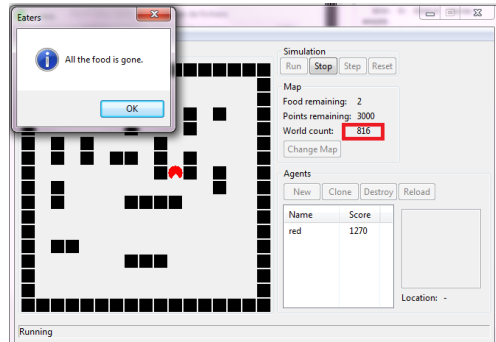 Eaters
All the food is gone.
OK
Simulation
Run Stop Step Reset
Map
Food remaining: 2
Points remaining: 3000
World count: 816
Change Map
Agents
New Clone Destroy Reload
Name Score
red 1270
Location: -
Running